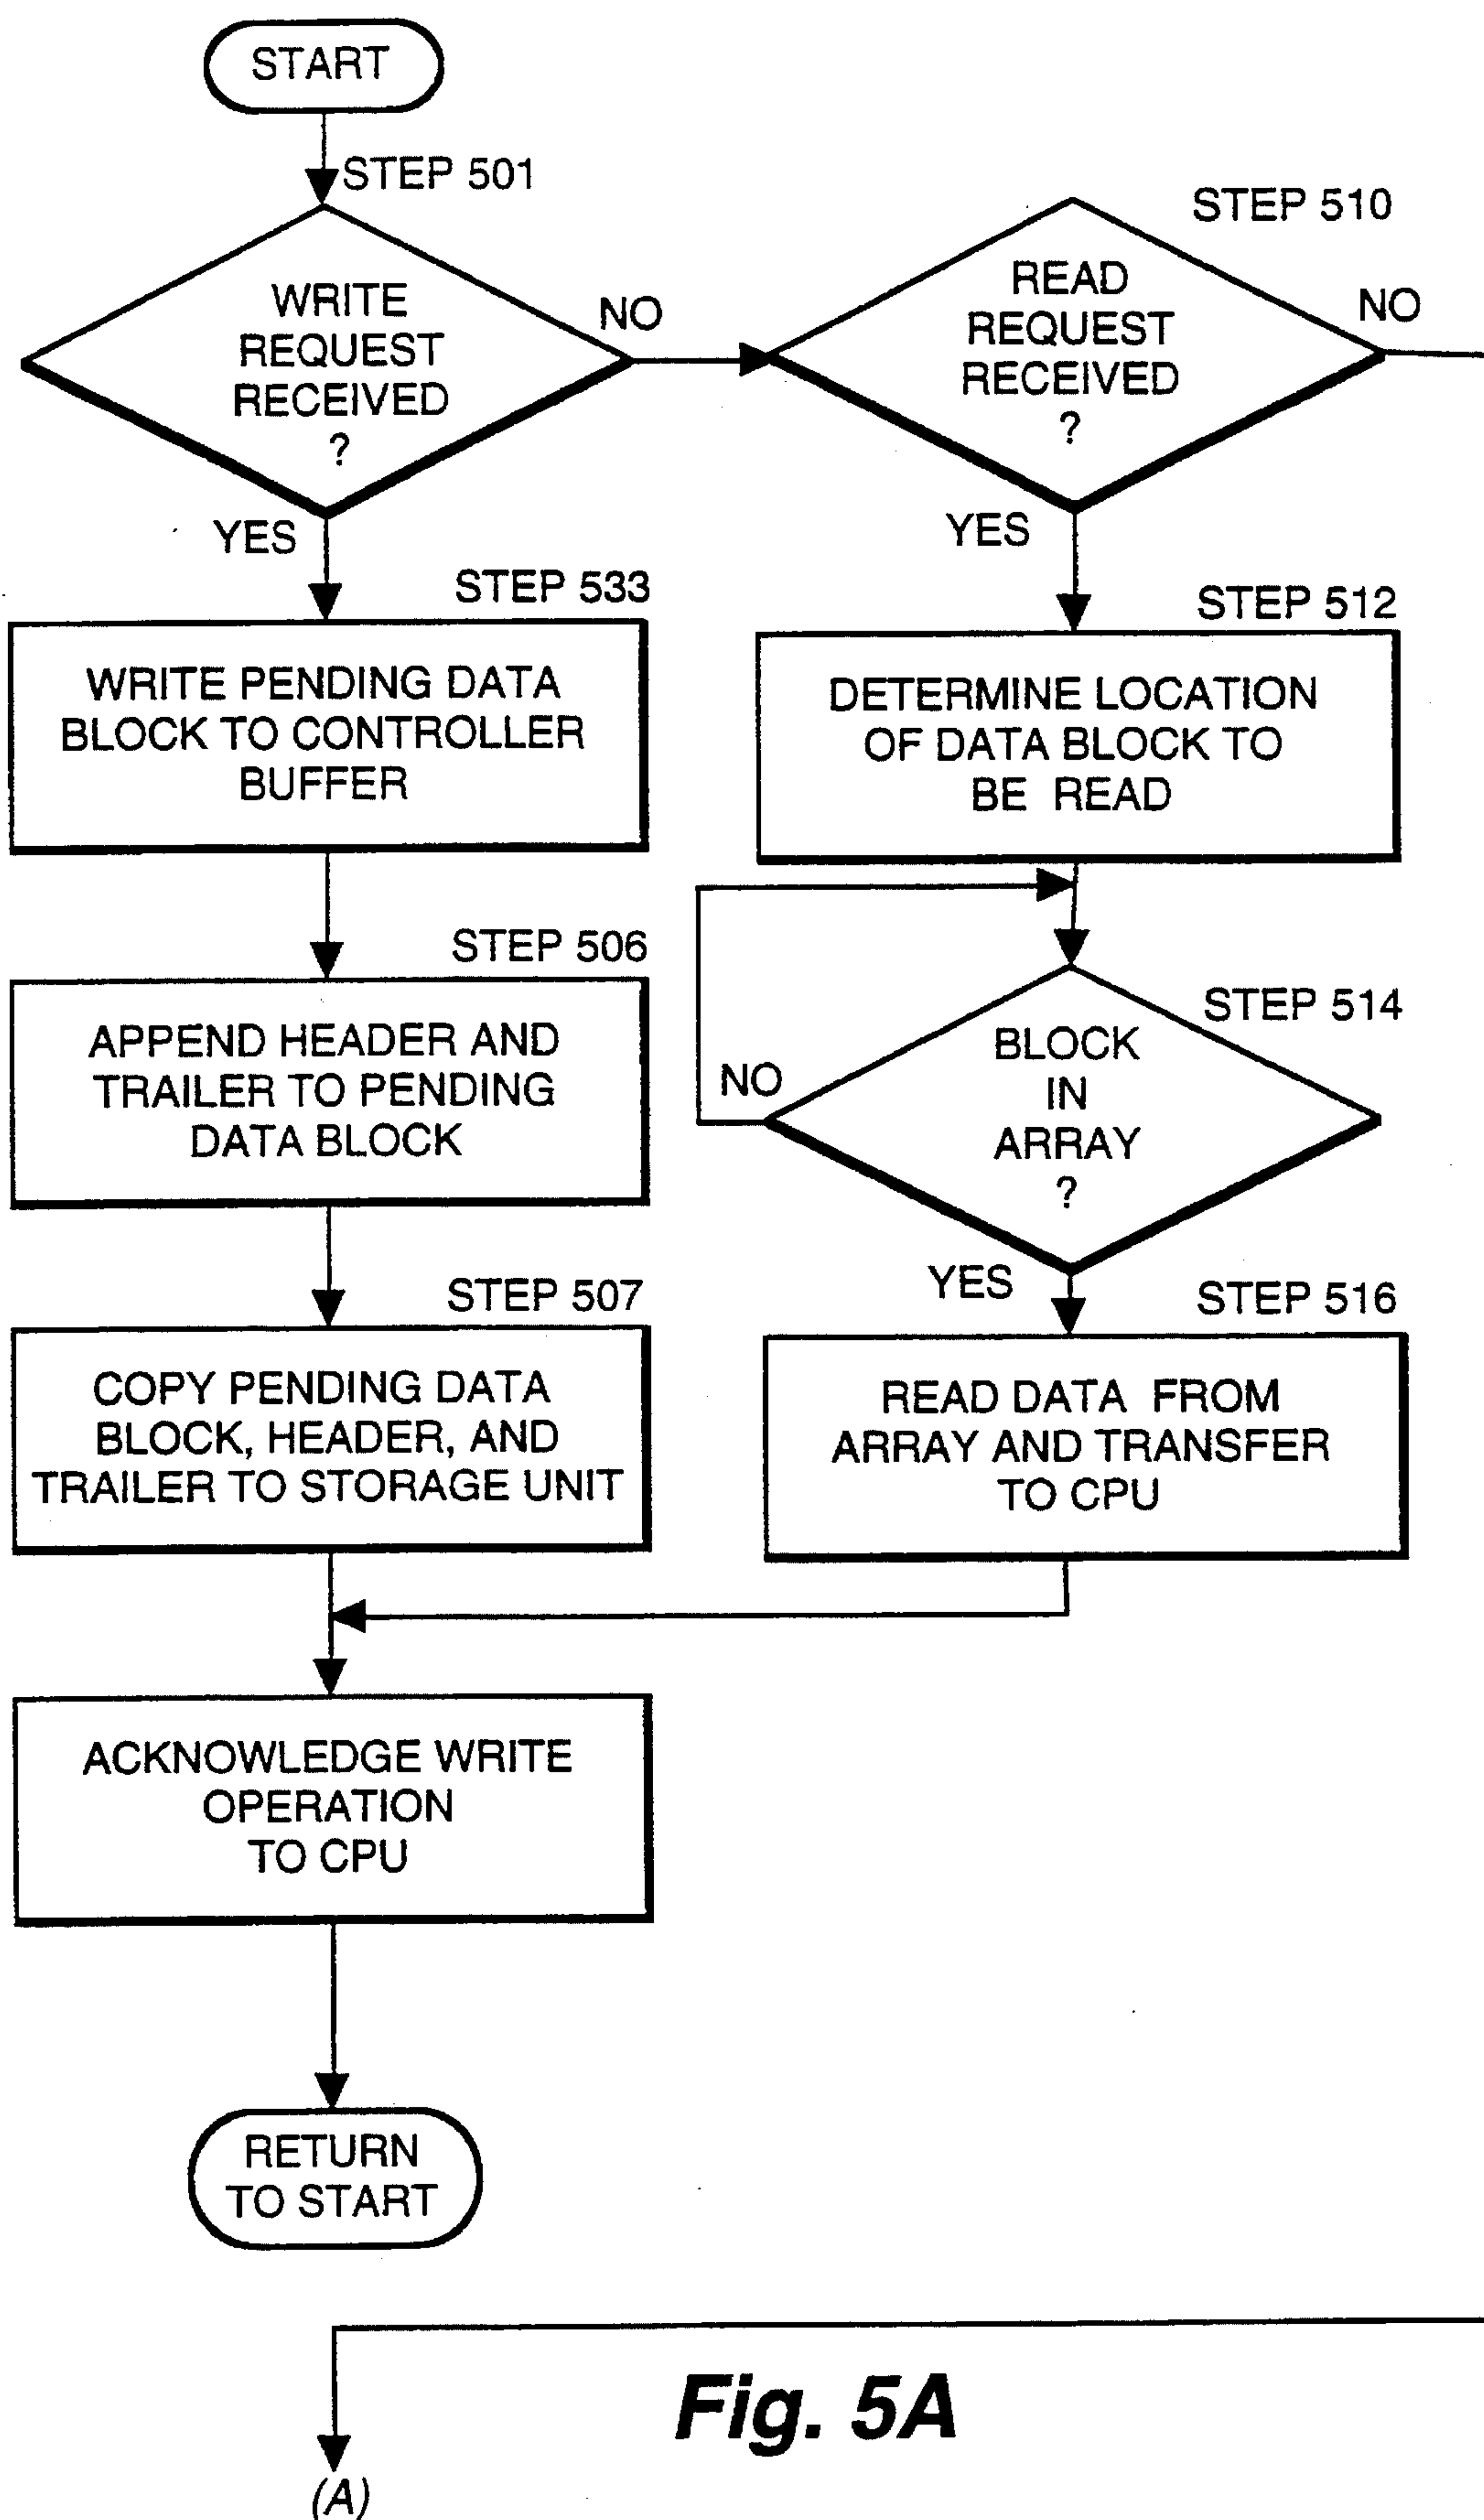 START
STEP 501
WRITE
REQUEST
RECEIVED
?
NO
YES
STEP 510
READ
REQUEST
RECEIVED
?
NO
YES
STEP 533
WRITE PENDING DATA
BLOCK TO CONTROLLER
BUFFER
STEP 512
DETERMINE LOCATION
OF DATA BLOCK TO
BE READ
STEP 506
APPEND HEADER AND
TRAILER TO PENDING
DATA BLOCK
STEP 514
BLOCK
IN
ARRAY
?
NO
YES
STEP 507
COPY PENDING DATA
BLOCK, HEADER, AND
TRAILER TO STORAGE UNIT
STEP 516
READ DATA FROM
ARRAY AND TRANSFER
TO CPU
ACKNOWLEDGE WRITE
OPERATION
TO CPU
RETURN
TO START
Fig. 5A
(A)